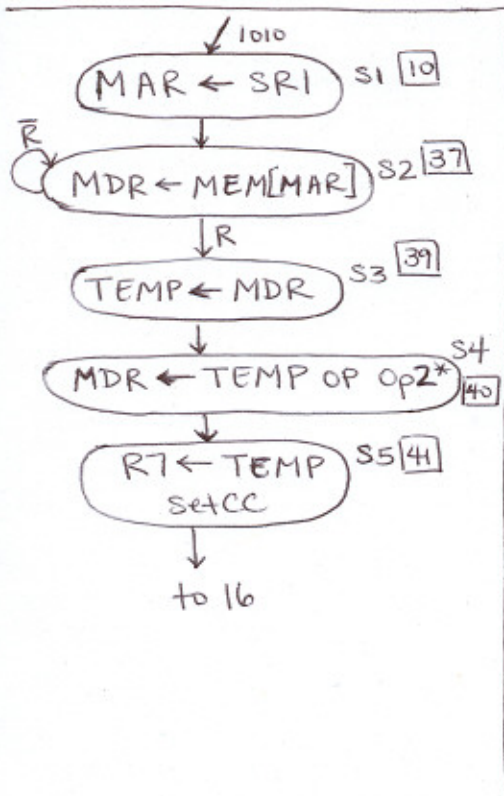 1010
MAR ← SR1 S1 10
R̅
MDR ← MEM[MAR] S2 37
R
TEMP ← MDR S3 39
MDR ← TEMP OP Op2* S4 40
R7 ← TEMP S5 41
SetCC
to 16